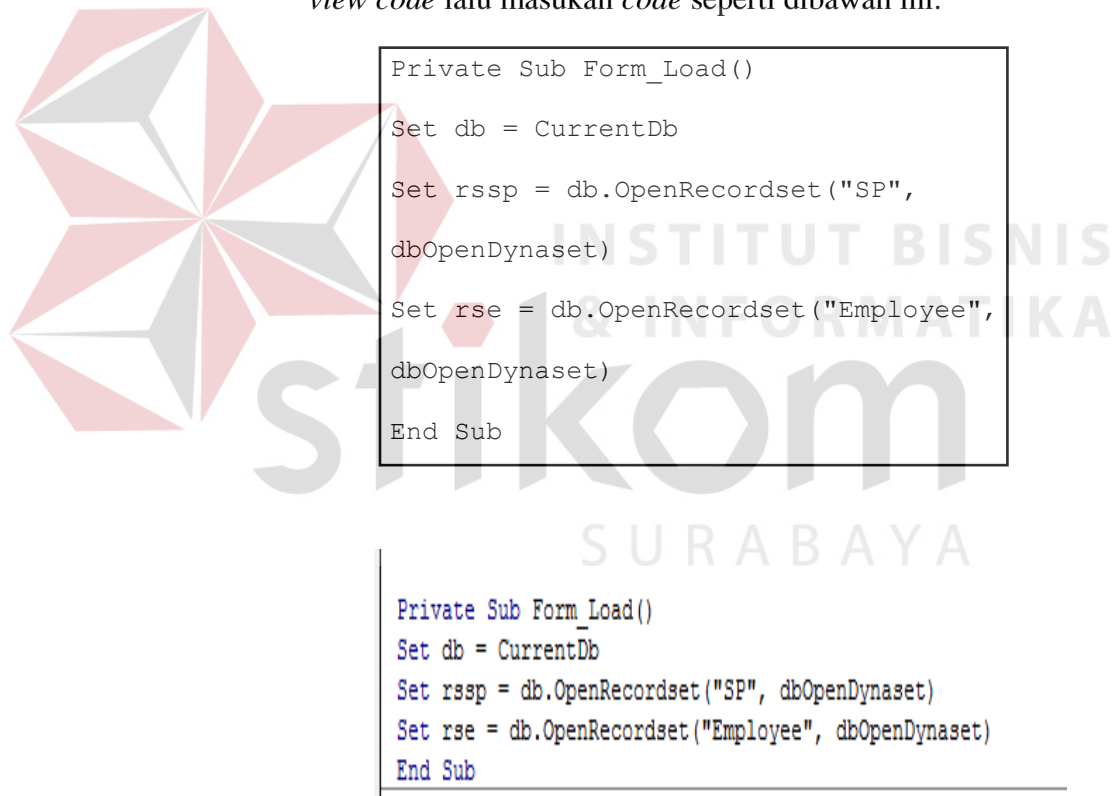 view code lalu masukan code seperti dibawah ini:
Private Sub Form_Load()
Set db = CurrentDb
Set rssp = db.OpenRecordset("SP",
dbOpenDynaset)
Set rse = db.OpenRecordset("Employee",
dbOpenDynaset)
End Sub
INSTITUT BISNIS
& INFORMATIKA
stikom
SURABAYA
Private Sub Form_Load()
Set db = CurrentDb
Set rssp = db.OpenRecordset("SP", dbOpenDynaset)
Set rse = db.OpenRecordset("Employee", dbOpenDynaset)
End Sub